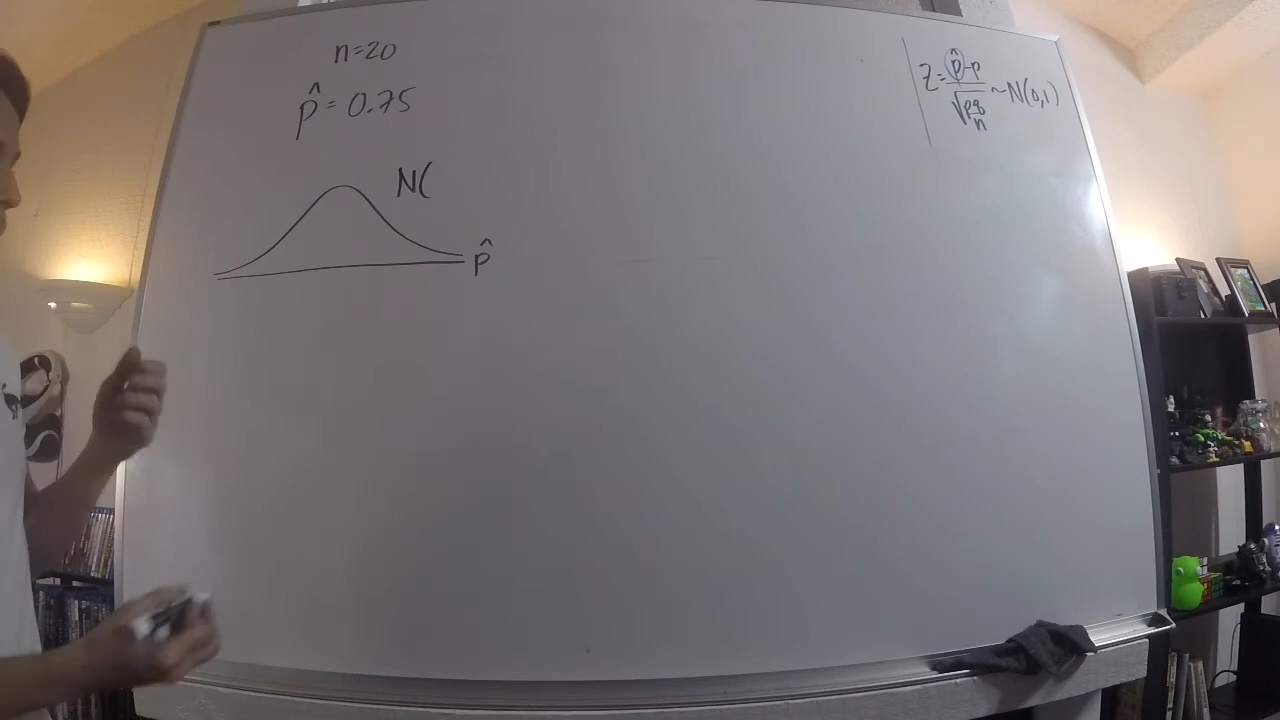 n=20
p̂ = 0.75
N(
p̂
Z = (p̂-p)/√(pq/n) ~ N(0,1)